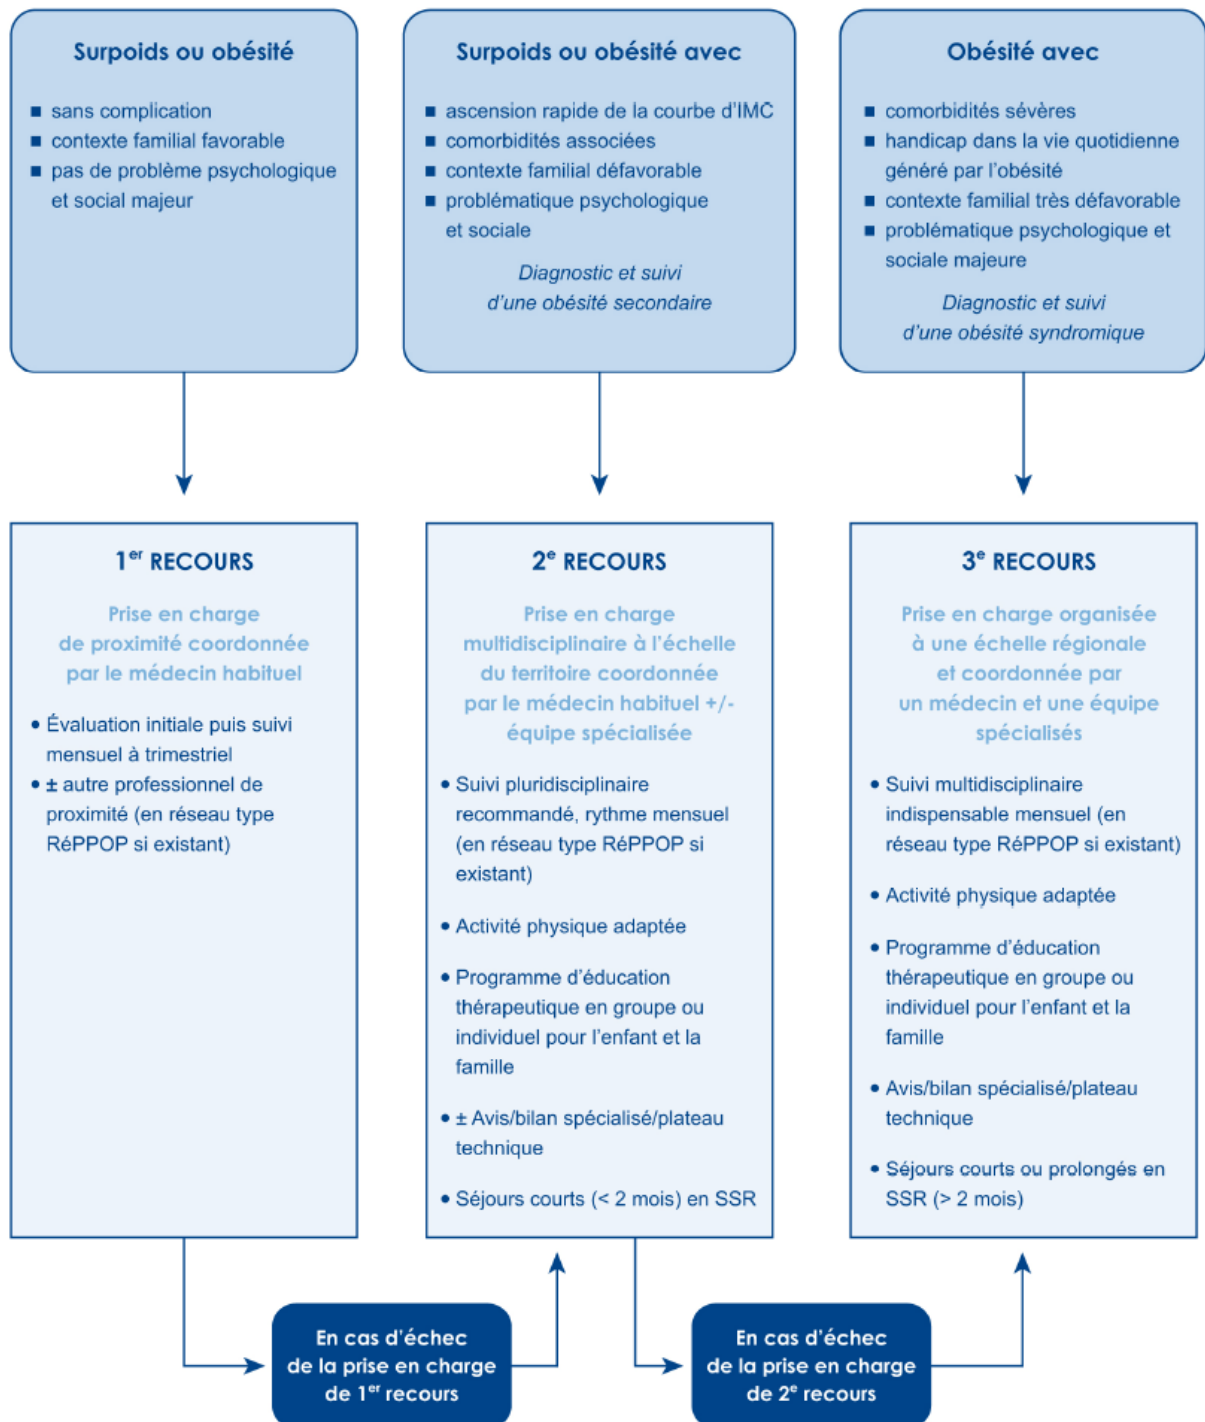 Surpoids ou obésité
■ sans complication
■ contexte familial favorable
■ pas de problème psychologique
et social majeur
Surpoids ou obésité avec
■ ascension rapide de la courbe d’IMC
■ comorbidités associées
■ contexte familial défavorable
■ problématique psychologique
et sociale
Diagnostic et suivi
d’une obésité secondaire
Obésité avec
■ comorbidités sévères
■ handicap dans la vie quotidienne
généré par l’obésité
■ contexte familial très défavorable
■ problématique psychologique et
sociale majeure
Diagnostic et suivi
d’une obésité syndromique
1er RECOURS
Prise en charge
de proximité coordonnée
par le médecin habituel
• Évaluation initiale puis suivi
mensuel à trimestriel
• ± autre professionnel de
proximité (en réseau type
RéPPOP si existant)
2e RECOURS
Prise en charge
multidisciplinaire à l’échelle
du territoire coordonnée
par le médecin habituel +/-
équipe spécialisée
• Suivi pluridisciplinaire
recommandé, rythme mensuel
(en réseau type RéPPOP si
existant)
• Activité physique adaptée
• Programme d’éducation
thérapeutique en groupe ou
individuel pour l’enfant et la
famille
• ± Avis/bilan spécialisé/plateau
technique
• Séjours courts (< 2 mois) en SSR
3e RECOURS
Prise en charge organisée
à une échelle régionale
et coordonnée par
un médecin et une équipe
spécialisés
• Suivi multidisciplinaire
indispensable mensuel (en
réseau type RéPPOP si existant)
• Activité physique adaptée
• Programme d’éducation
thérapeutique en groupe ou
individuel pour l’enfant et la
famille
• Avis/bilan spécialisé/plateau
technique
• Séjours courts ou prolongés en
SSR (> 2 mois)
En cas d’échec
de la prise en charge
de 1er recours
En cas d’échec
de la prise en charge
de 2e recours